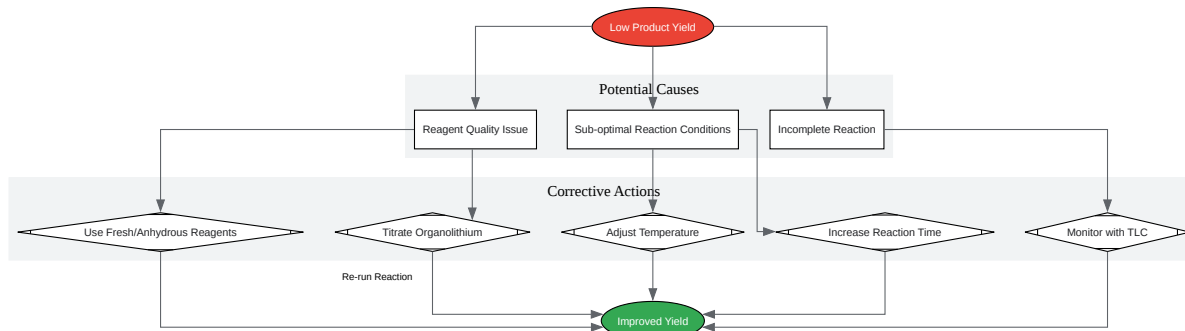 Low Product Yield
Potential Causes
Reagent Quality Issue
Sub-optimal Reaction Conditions
Incomplete Reaction
Corrective Actions
Use Fresh/Anhydrous Reagents
Titrate Organolithium
Adjust Temperature
Increase Reaction Time
Monitor with TLC
Re-run Reaction
Improved Yield